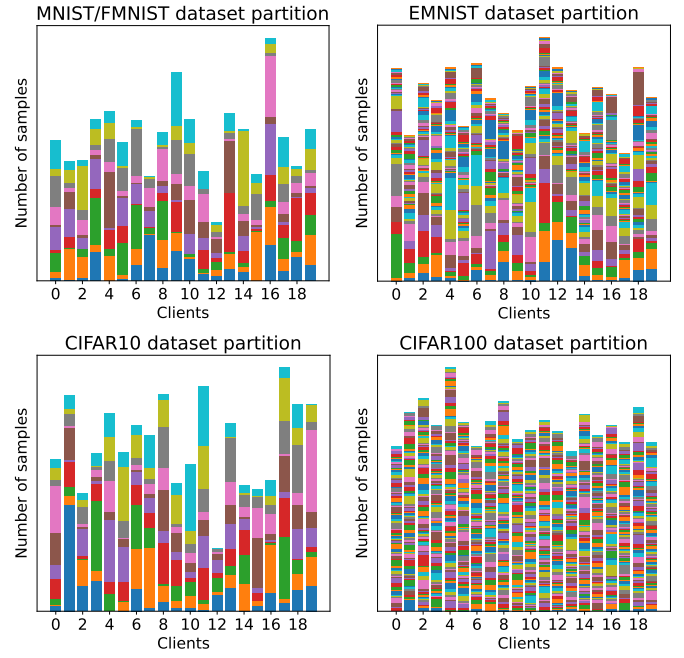 MNIST/FMNIST dataset partition
Number of samples
0 2 4 6 8 10 12 14 16 18
Clients
EMNIST dataset partition
Number of samples
0 2 4 6 8 10 12 14 16 18
Clients
CIFAR10 dataset partition
Number of samples
0 2 4 6 8 10 12 14 16 18
Clients
CIFAR100 dataset partition
Number of samples
0 2 4 6 8 10 12 14 16 18
Clients